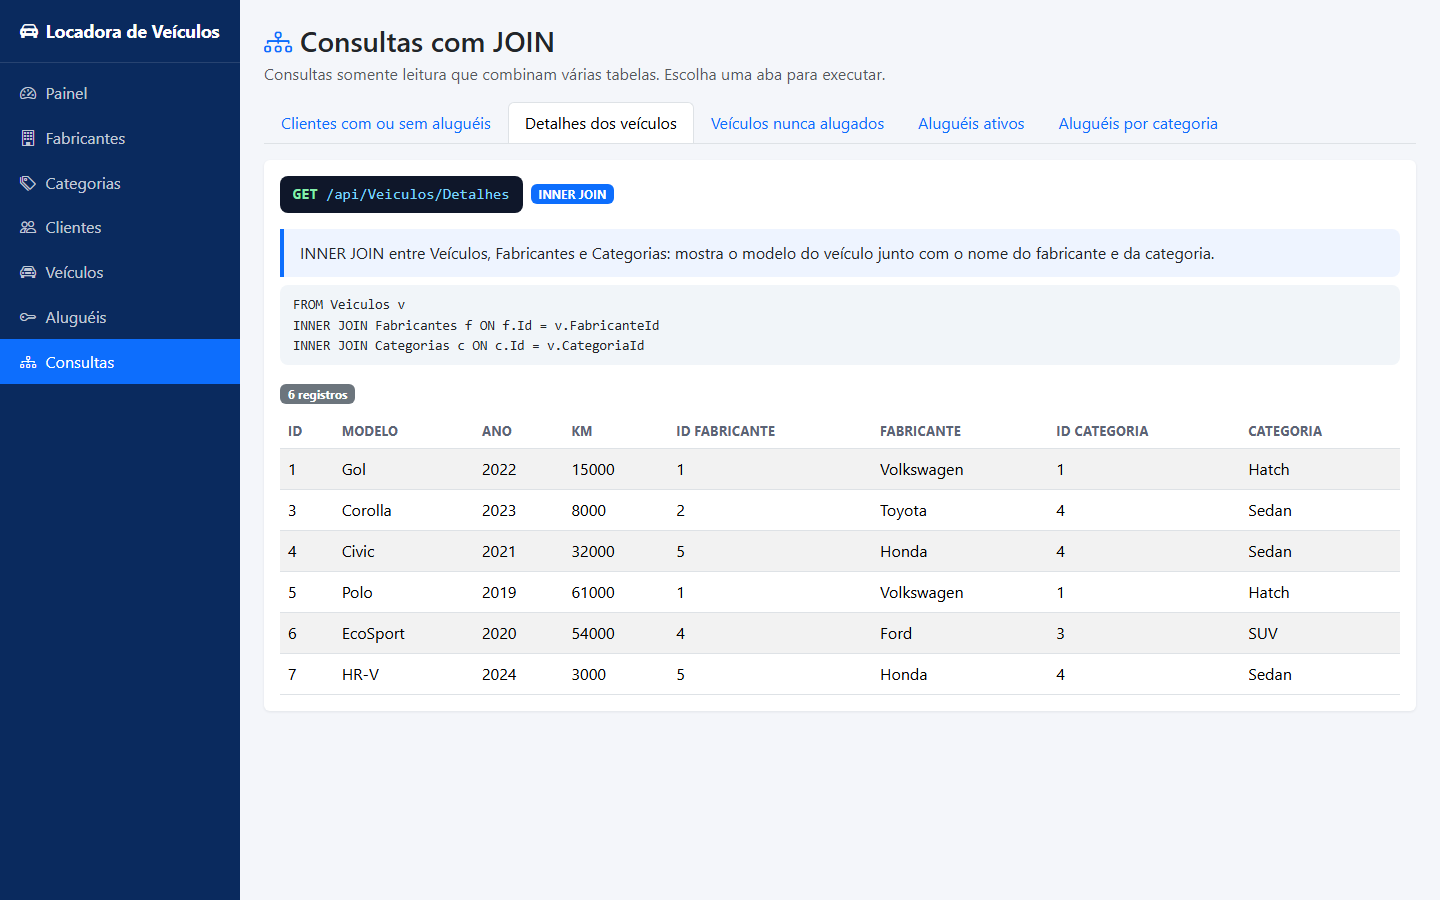 Locadora de Veículos
Painel
Fabricantes
Categorias
Clientes
Veículos
Aluguéis
Consultas
Consultas com JOIN
Consultas somente leitura que combinam várias tabelas. Escolha uma aba para executar.
Clientes com ou sem aluguéis Detalhes dos veículos Veículos nunca alugados Aluguéis ativos Aluguéis por categoria
GET /api/Veiculos/Detalhes INNER JOIN
INNER JOIN entre Veículos, Fabricantes e Categorias: mostra o modelo do veículo junto com o nome do fabricante e da categoria.
FROM Veiculos v
INNER JOIN Fabricantes f ON f.Id = v.FabricanteId
INNER JOIN Categorias c ON c.Id = v.CategoriaId
6 registros
ID MODELO ANO KM ID FABRICANTE FABRICANTE ID CATEGORIA CATEGORIA
1 Gol 2022 15000 1 Volkswagen 1 Hatch
3 Corolla 2023 8000 2 Toyota 4 Sedan
4 Civic 2021 32000 5 Honda 4 Sedan
5 Polo 2019 61000 1 Volkswagen 1 Hatch
6 EcoSport 2020 54000 4 Ford 3 SUV
7 HR-V 2024 3000 5 Honda 4 Sedan